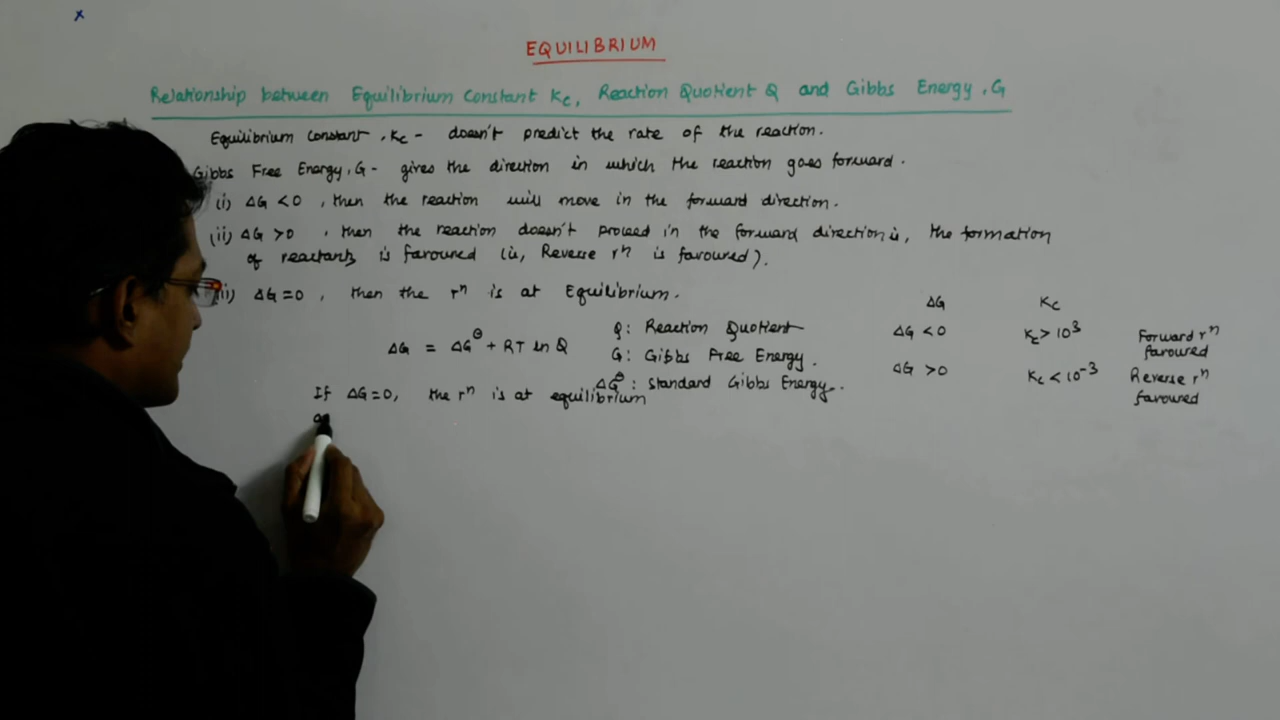 x
EQUILIBRIUM
Relationship between Equilibrium Constant Kc, Reaction Quotient Q and Gibbs Energy, G
Equilibrium constant, Kc - doesn't predict the rate of the reaction.
Gibbs Free Energy, G - gives the direction in which the reaction goes forward.
(i) ΔG < 0, then the reaction will move in the forward direction.
(ii) ΔG > 0, then the reaction doesn't proceed in the forward direction ie, the formation
of reactants is favoured (ie, Reverse rⁿ is favoured).
ii) ΔG = 0, then the rⁿ is at Equilibrium.
ΔG = ΔG⊖ + RT ln Q
Q: Reaction Quotient
G: Gibbs Free Energy.
ΔG⊖: Standard Gibbs Energy.
ΔG Kc
ΔG < 0 Kc > 10³ Forward rⁿ
favoured
ΔG > 0 Kc < 10⁻³ Reverse rⁿ
favoured
If ΔG = 0, the rⁿ is at equilibrium